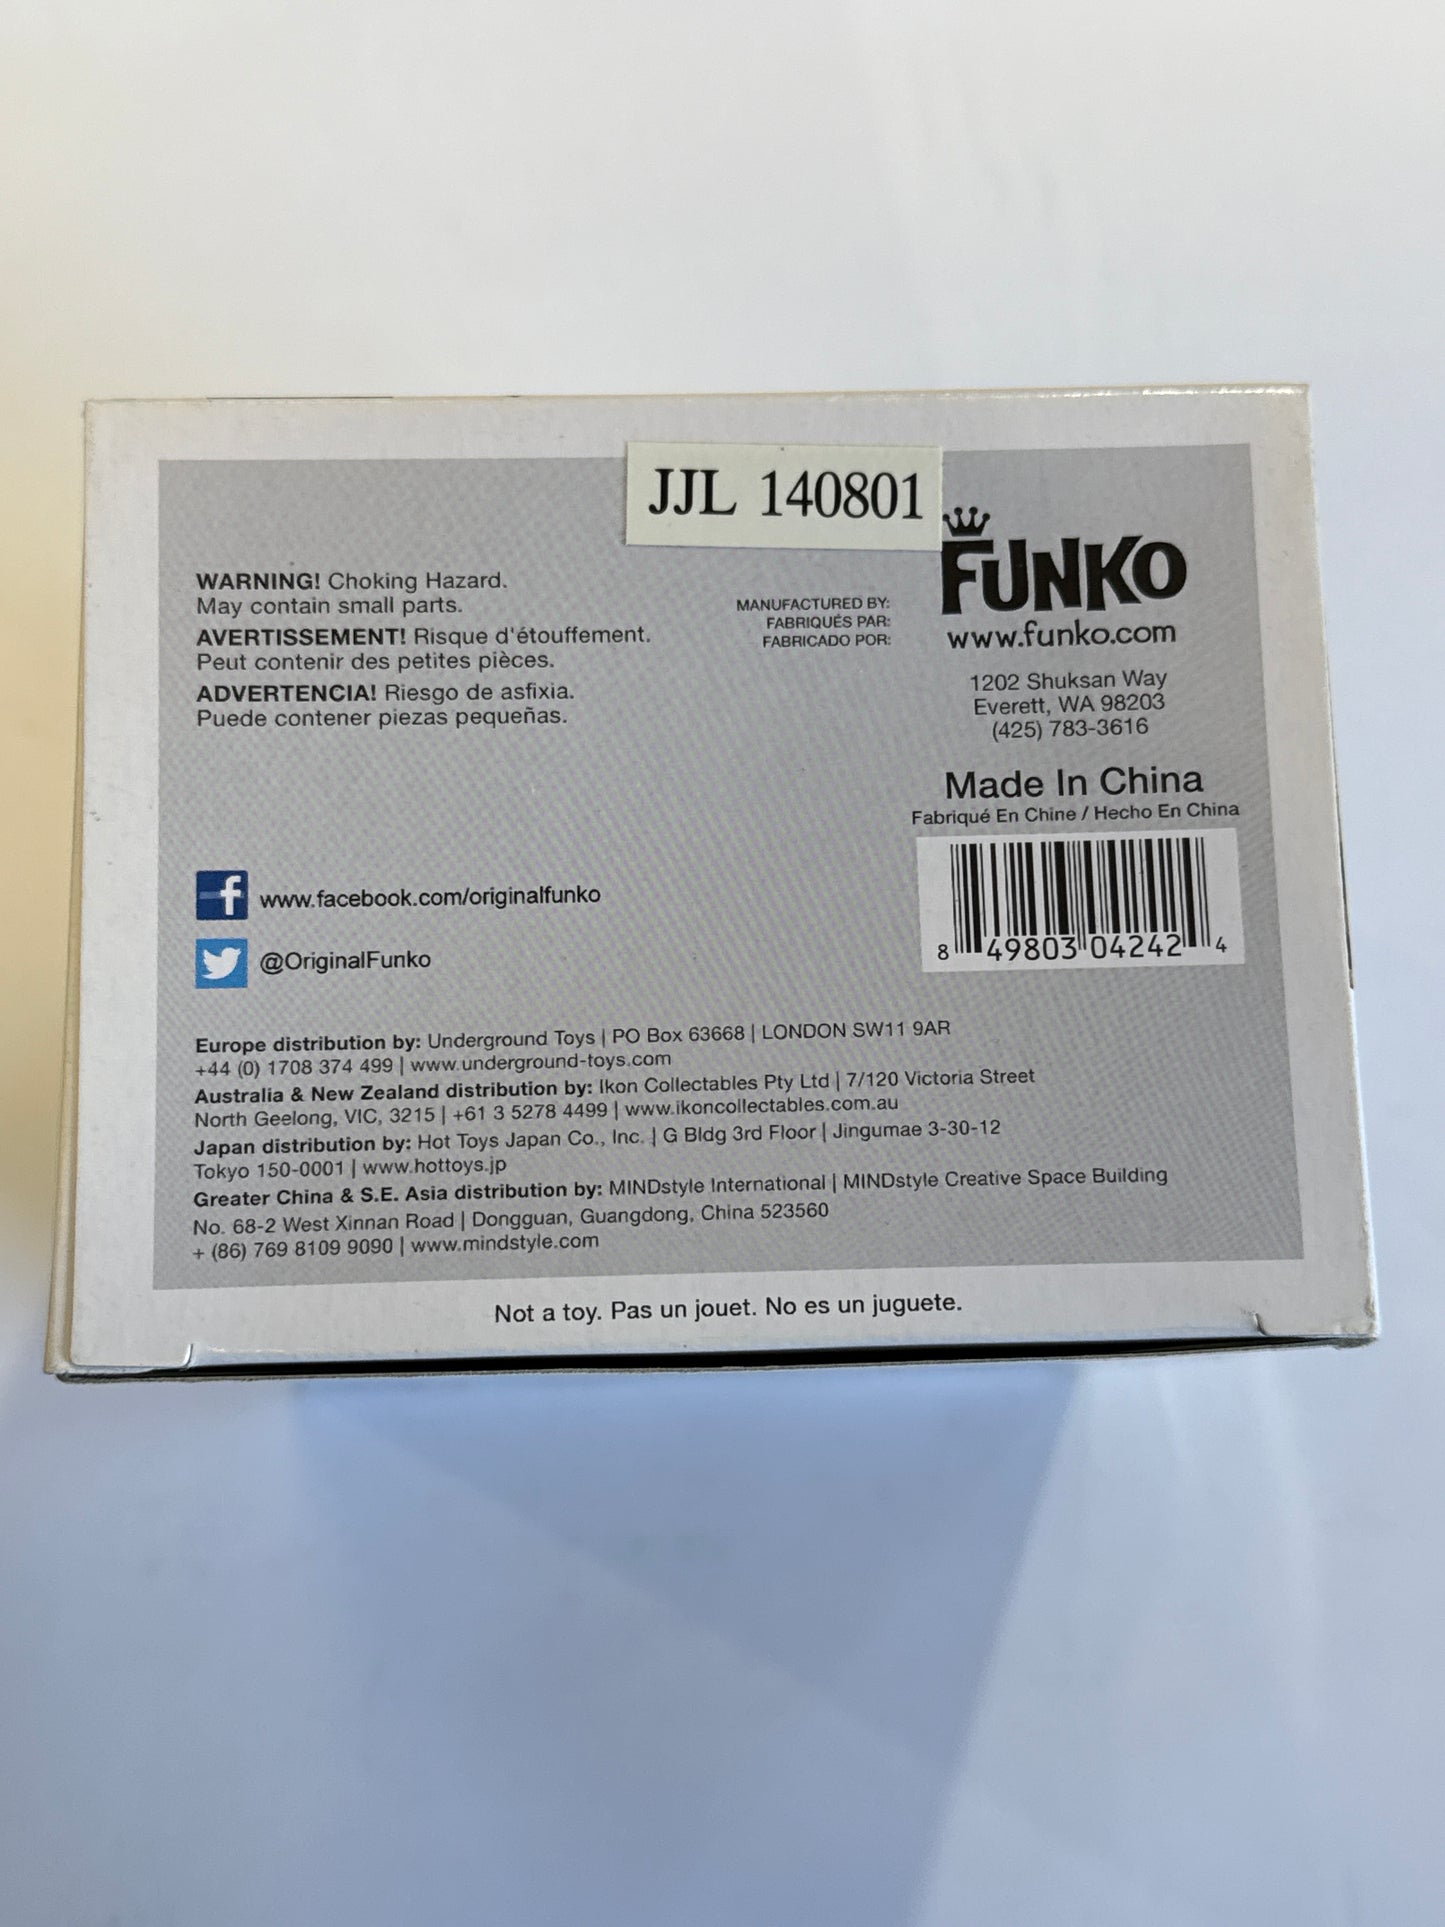 JJL 140801
WARNING! Choking Hazard.
May contain small parts.
AVERTISSEMENT! Risque d'étouffement.
Peut contenir des petites pièces.
ADVERTENCIA! Riesgo de asfixia.
Puede contener piezas pequeñas.
MANUFACTURED BY:
FABRIQUÉS PAR:
FABRICADO POR:
FUNKO
www.funko.com
1202 Shuksan Way
Everett, WA 98203
(425) 783-3616
Made In China
Fabriqué En Chine / Hecho En China
8 49803 04242 4
f www.facebook.com/originalfunko
@OriginalFunko
Europe distribution by: Underground Toys | PO Box 63668 | LONDON SW11 9AR
+44 (0) 1708 374 499 | www.underground-toys.com
Australia & New Zealand distribution by: Ikon Collectables Pty Ltd | 7/120 Victoria Street
North Geelong, VIC, 3215 | +61 3 5278 4499 | www.ikoncollectables.com.au
Japan distribution by: Hot Toys Japan Co., Inc. | G Bldg 3rd Floor | Jingumae 3-30-12
Tokyo 150-0001 | www.hottoys.jp
Greater China & S.E. Asia distribution by: MINDstyle International | MINDstyle Creative Space Building
No. 68-2 West Xinnan Road | Dongguan, Guangdong, China 523560
+ (86) 769 8109 9090 | www.mindstyle.com
Not a toy. Pas un jouet. No es un juguete.